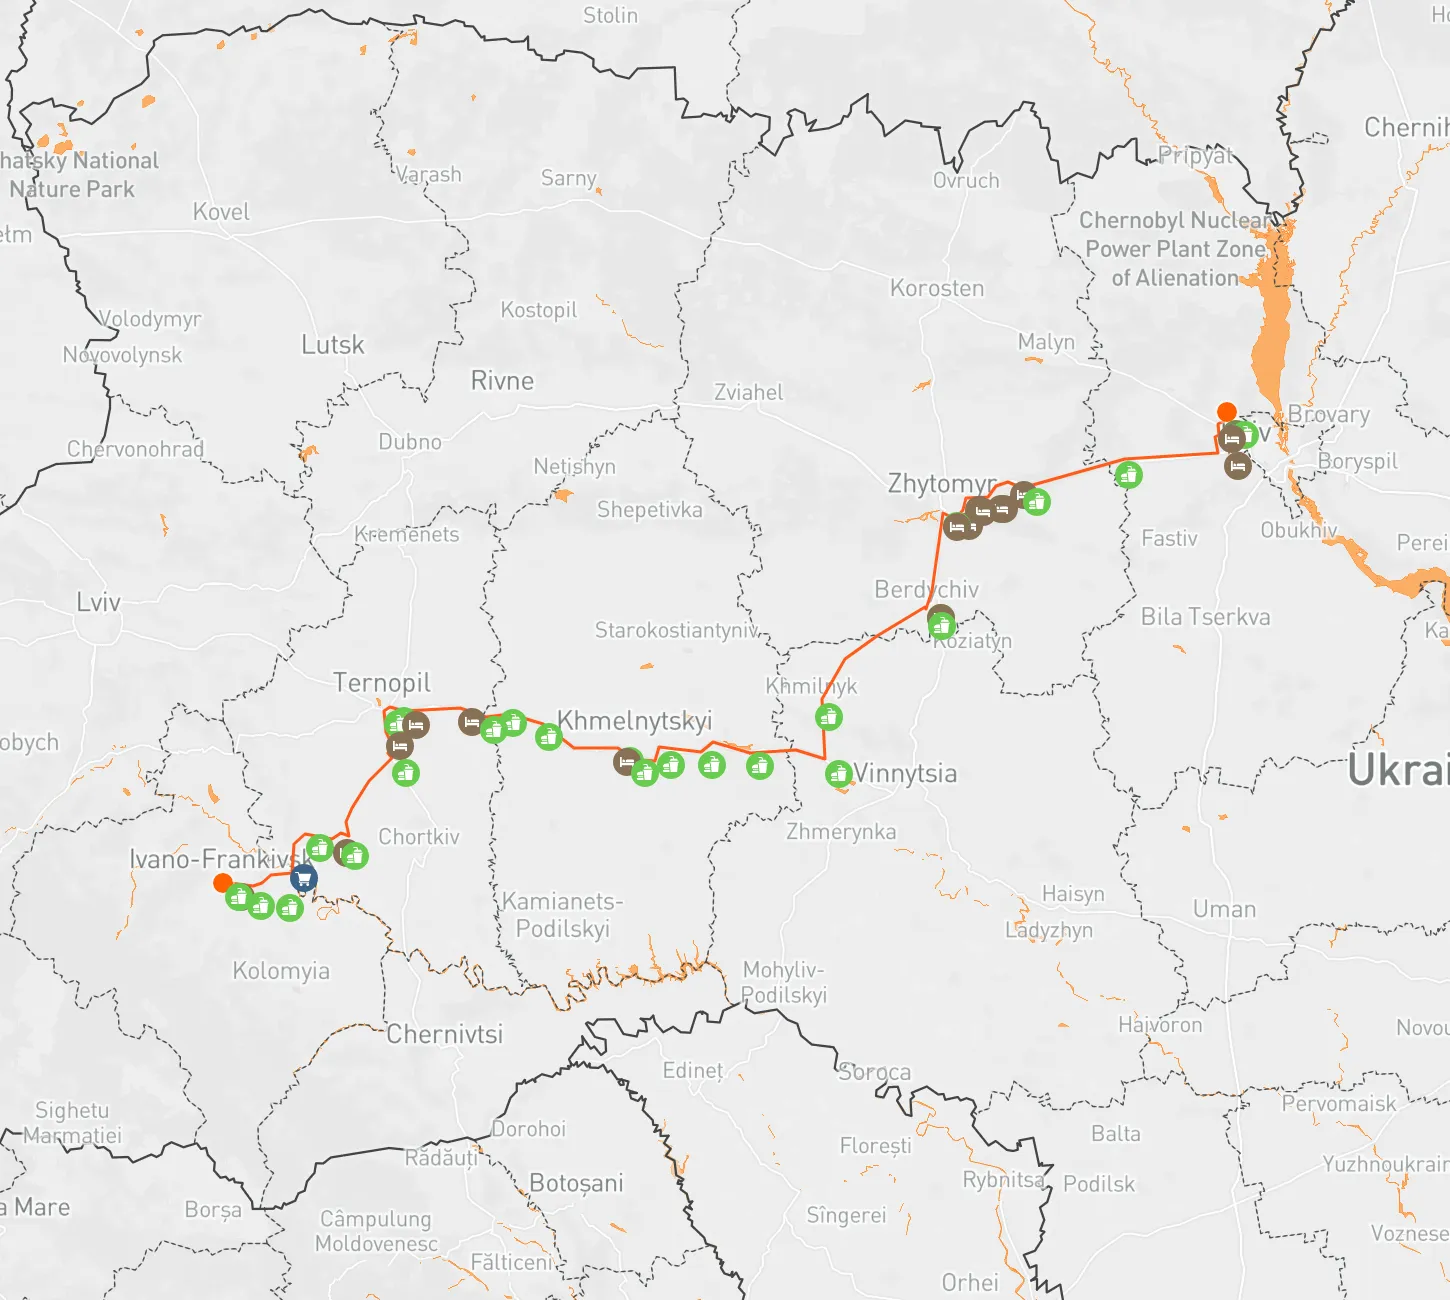 Stolin
Chernih
Pripyat
hatsky National
Nature Park
Varash
Sarny
Ovruch
Kovel
Chernobyl Nuclear
Power Plant Zone
of Alienation
ełm
Korosten
Kostopil
Volodymyr
Novovolynsk
Lutsk
Malyn
Rivne
Zviahel
Brovary
iv
Chervonohrad
Dubno
Netishyn
Boryspil
Zhytomyr
Shepetivka
Kremenets
Fastiv
Obukhiv
Perei
Lviv
Berdychiv
Bila Tserkva
Starokostiantyniv
Koziatyn
Ka
Ternopil
Khmilnyk
Khmelnytskyi
obych
Vinnytsia
Ukrai
Zhmerynka
Chortkiv
Ivano-Frankivsk
Haisyn
Kamianets-
Podilskyi
Uman
Ladyzhyn
Kolomyia
Mohyliv-
Podilskyi
Chernivtsi
Haivoron
Novou
Edineț
Soroca
Sighetu
Marmației
Pervomaisk
Dorohoi
Balta
Florești
Rădăuți
Yuzhnoukrain
Botoșani
Rybnitsa
Podilsk
a Mare
Borșa
Câmpulung
Moldovenesc
Sîngerei
Voznese
Fălticeni
Orhei